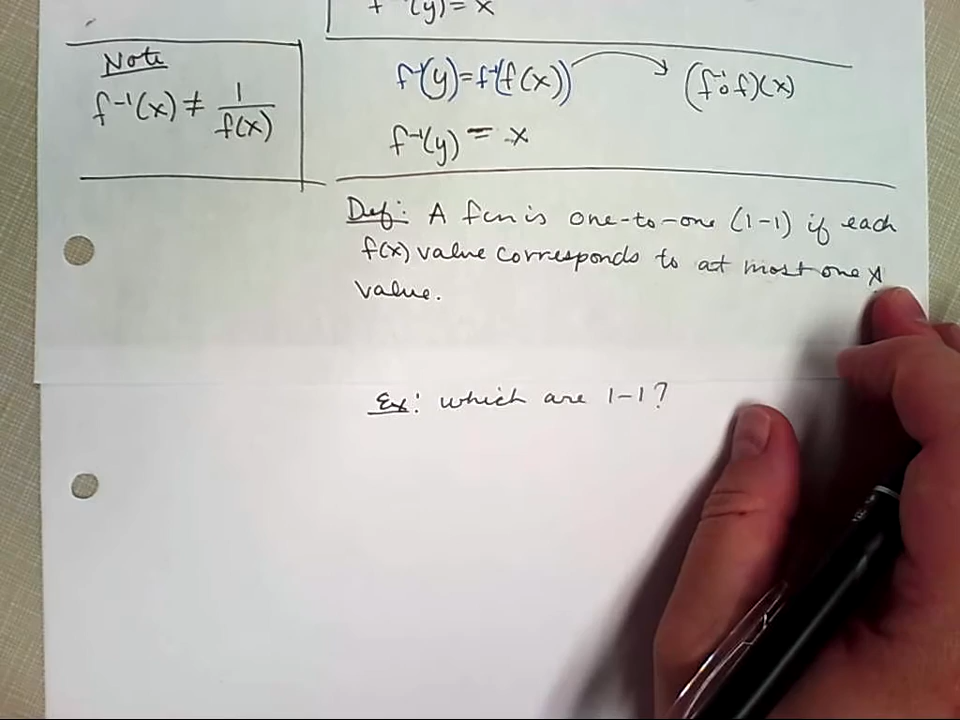 f⁻¹(y) = x
Note
f⁻¹(x) ≠ 1/f(x)
f⁻¹(y) = f⁻¹(f(x)) → (f⁻¹∘f)(x)
f⁻¹(y) = x
Def: A fcn is one-to-one (1-1) if each
f(x) value corresponds to at most one x
value.
Ex: which are 1-1?